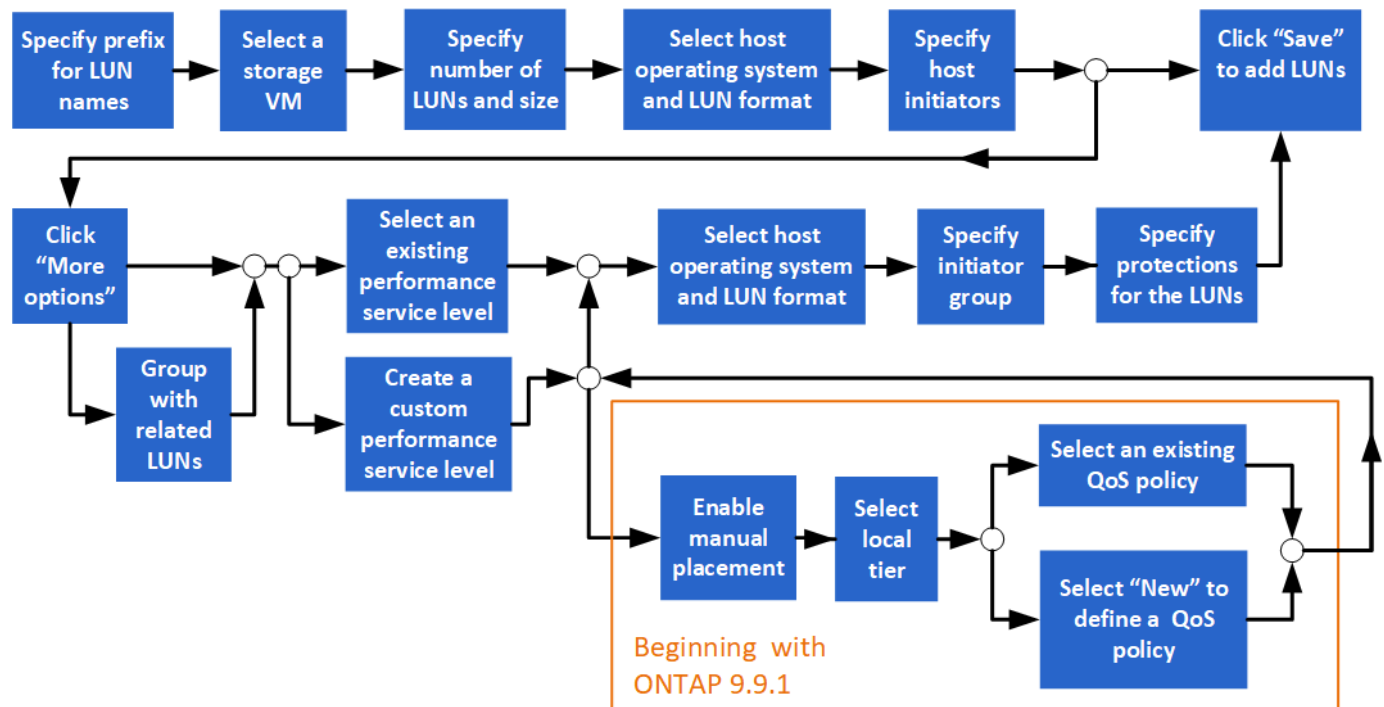 Specify prefix
for LUN
names
Select a
storage
VM
Specify
number of
LUNs and size
Select host
operating system
and LUN format
Specify
host
initiators
Click “Save”
to add LUNs
Click
“More
options”
Group
with
related
LUNs
Select an
existing
performance
service level
Create a
custom
performance
service level
Select host
operating system
and LUN format
Specify
initiator
group
Specify
protections
for the LUNs
Enable
manual
placement
Select
local
tier
Select an existing
QoS policy
Select “New” to
define a QoS
policy
Beginning with
ONTAP 9.9.1